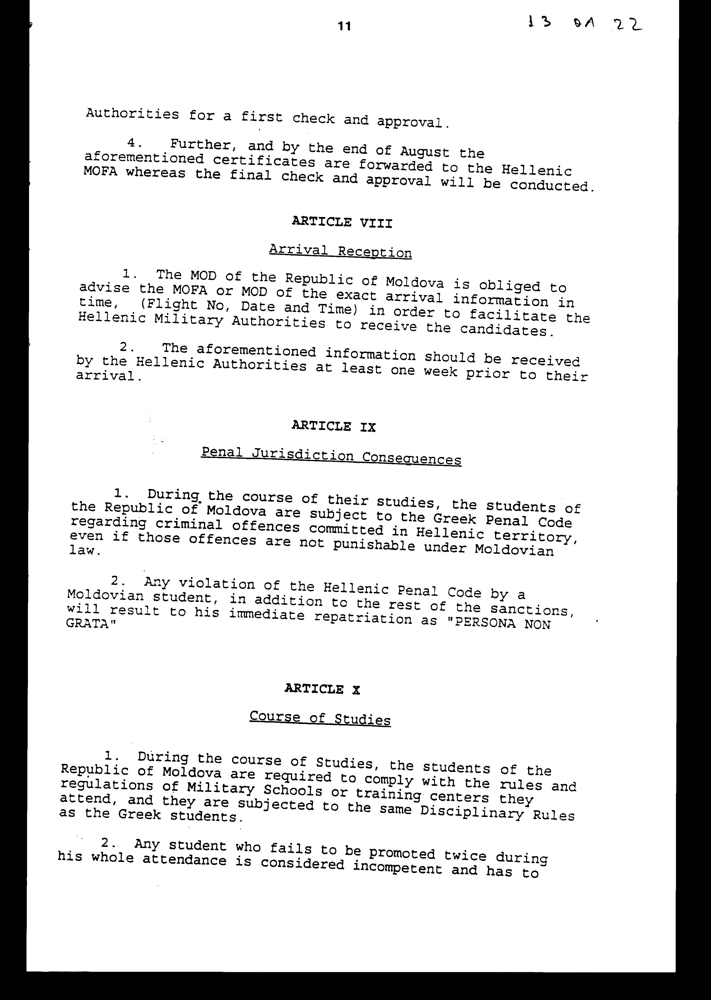 11
13 22
Authorities for a first check and approval.
4. Further, and by the end of August the
aforementioned certificates are forwarded to the Hellenic
MOFA whereas the final check and approval will be conducted.
ARTICLE VIII
Arrival Reception
1. The MOD of the Republic of Moldova is obliged to
advise the MOFA or MOD of the exact arrival information in
time, (Flight No, Date and Time) in order to facilitate the
Hellenic Military Authorities to receive the candidates.
2. The aforementioned information should be received
by the Hellenic Authorities at least one week prior to their
arrival.
ARTICLE IX
Penal Jurisdiction Consequences
1. During the course of their studies, the students of
the Republic of Moldova are subject to the Greek Penal Code
regarding criminal offences committed in Hellenic territory,
even if those offences are not punishable under Moldovian
law.
2. Any violation of the Hellenic Penal Code by a
Moldovian student, in addition to the rest of the sanctions,
will result to his immediate repatriation as "PERSONA NON
GRATA"
ARTICLE X
Course of Studies
1. During the course of Studies, the students of the
Republic of Moldova are required to comply with the rules and
regulations of Military Schools or training centers they
attend, and they are subjected to the same Disciplinary Rules
as the Greek students.
2. Any student who fails to be promoted twice during
his whole attendance is considered incompetent and has to